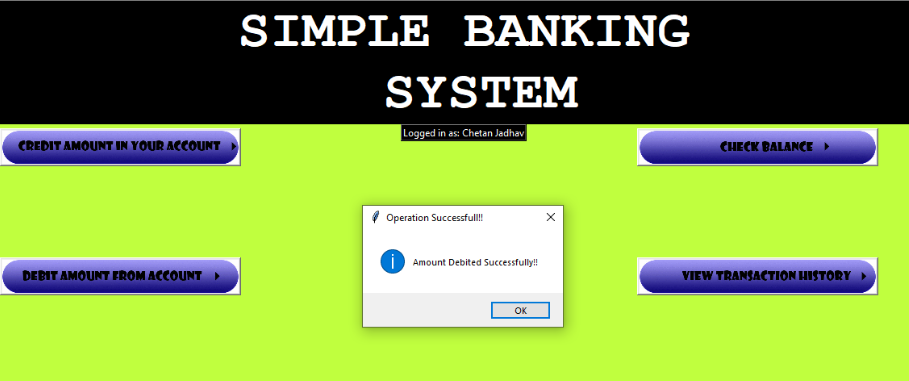 SIMPLE BANKING
SYSTEM
Logged in as: Chetan Jadhav
CREDIT AMOUNT IN YOUR ACCOUNT
CHECK BALANCE
Operation Successfull!!
Amount Debited Successfully!!
OK
DEBIT AMOUNT FROM ACCOUNT
VIEW TRANSACTION HISTORY